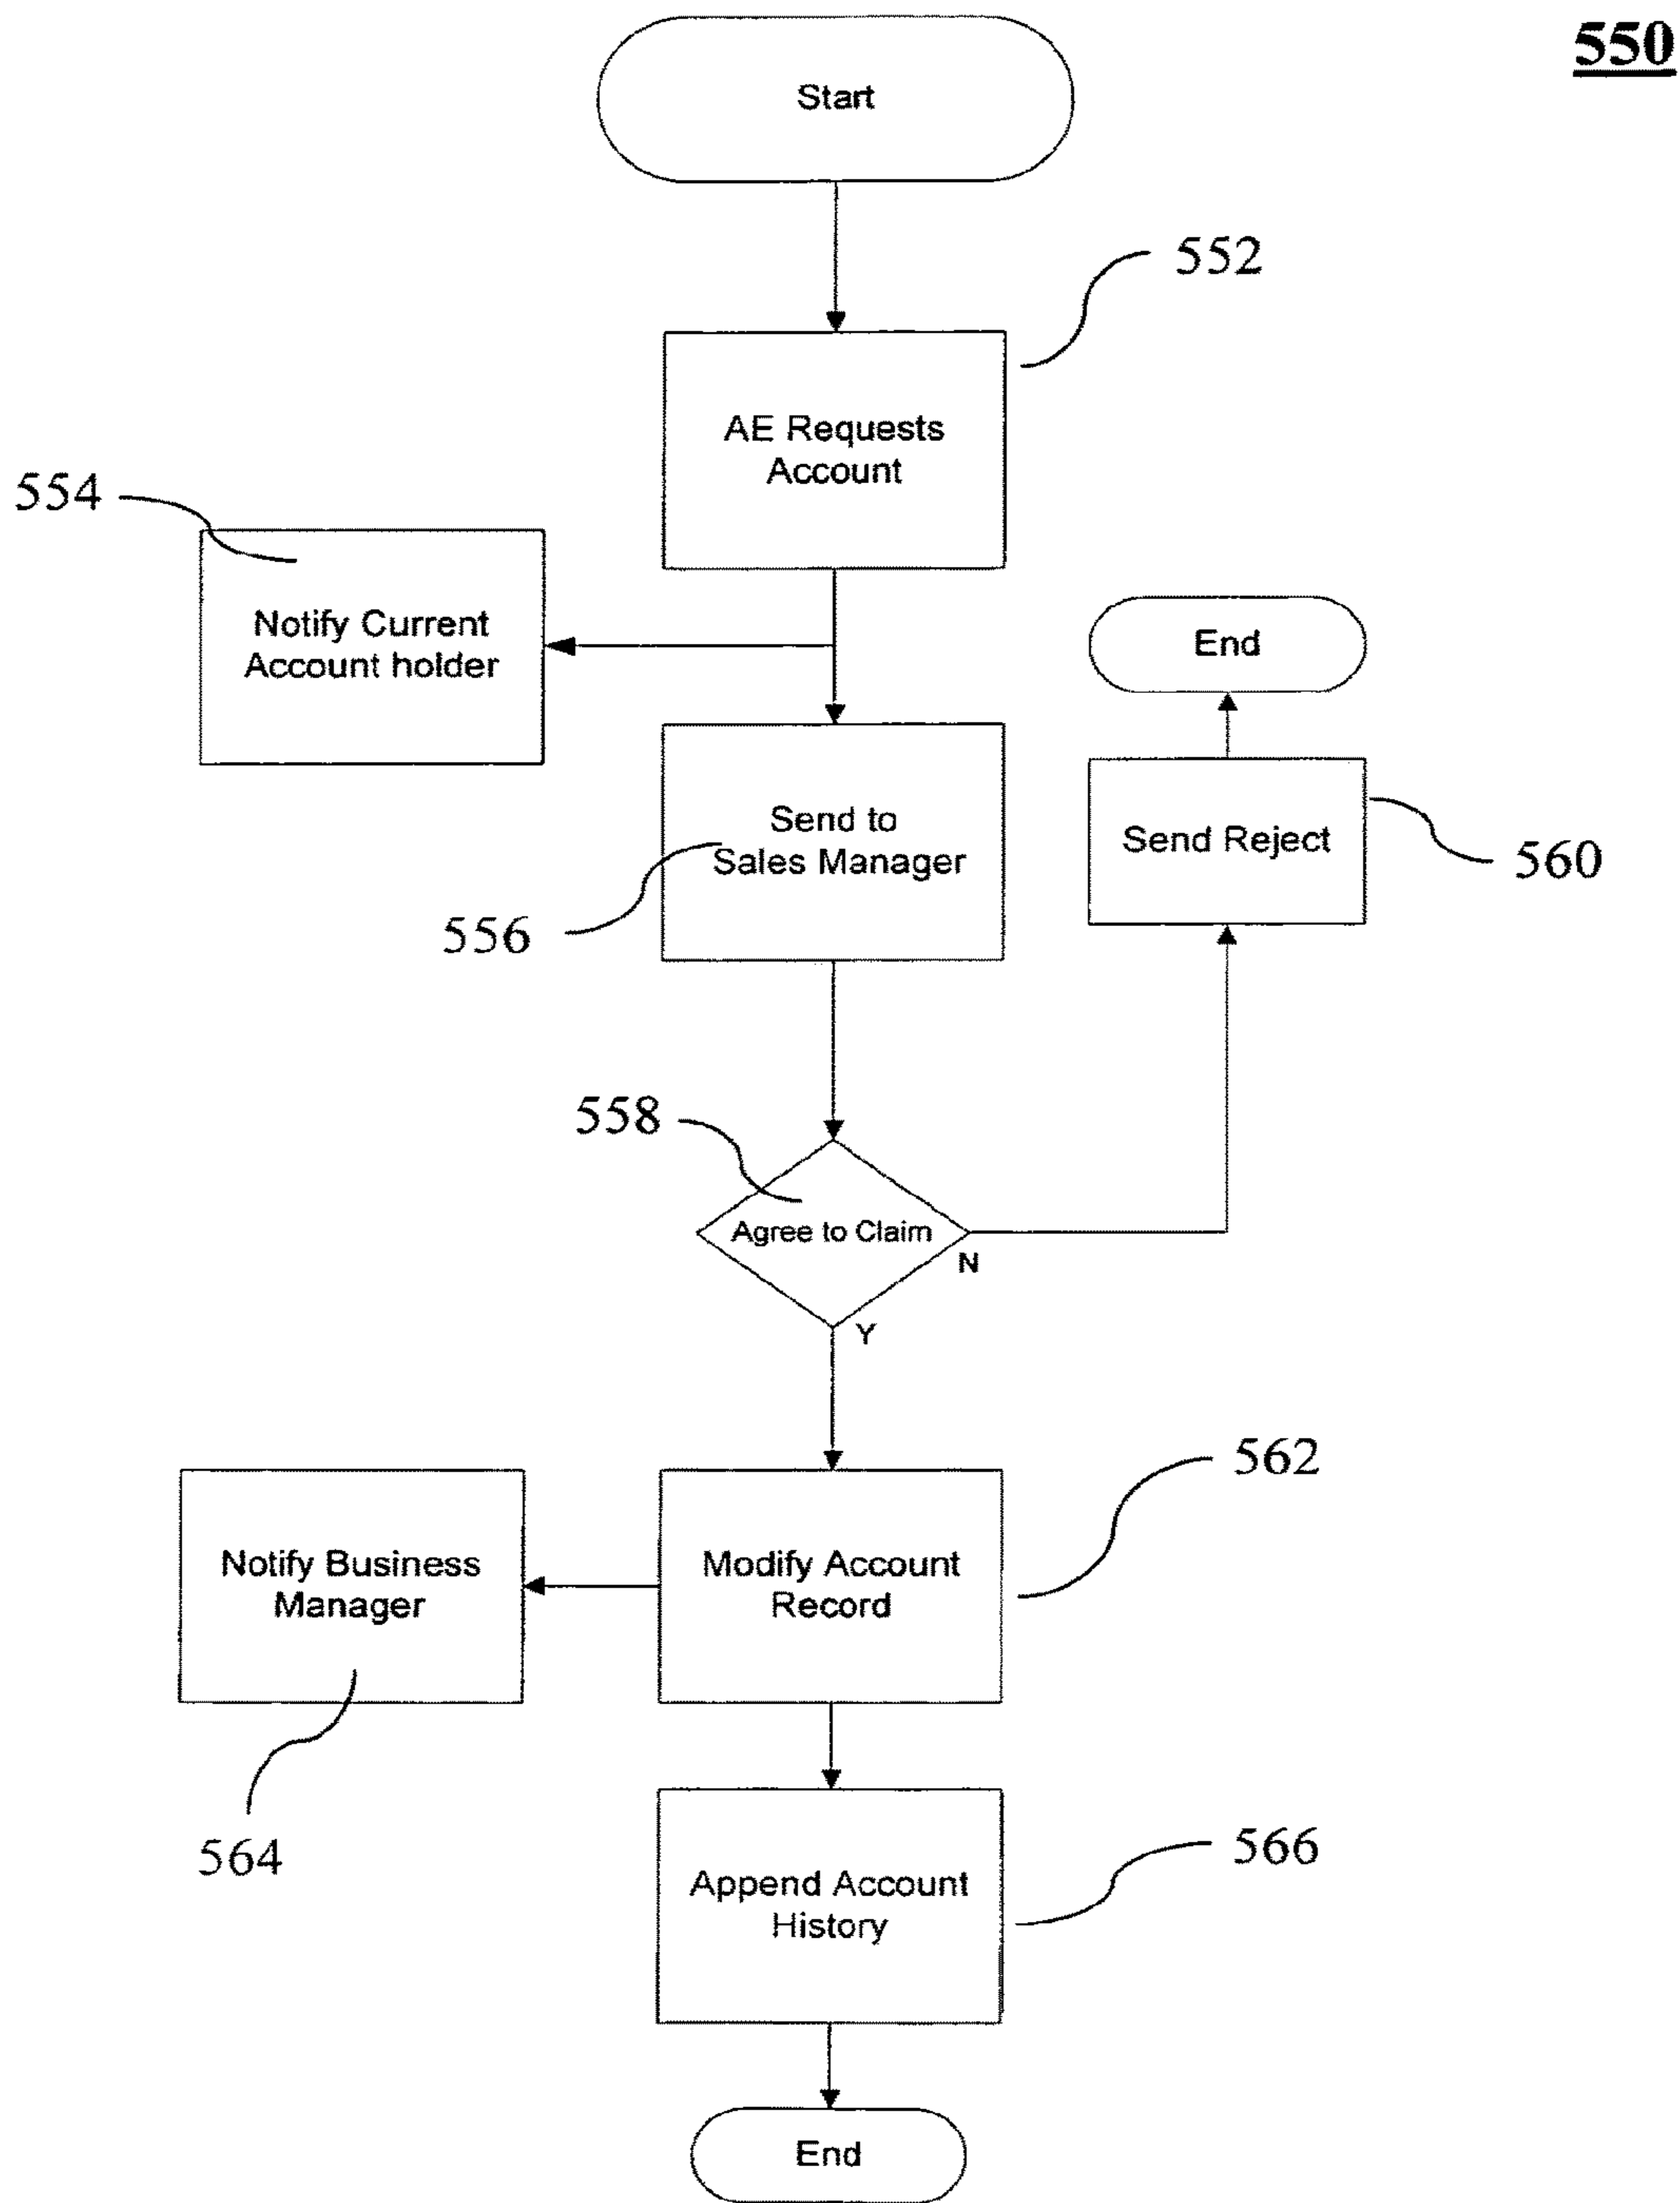 550
Start
552
AE Requests
Account
554
Notify Current
Account holder
End
Send to
Sales Manager
556
Send Reject
560
558
Agree to Claim
N
Y
562
Notify Business
Manager
Modify Account
Record
564
566
Append Account
History
End